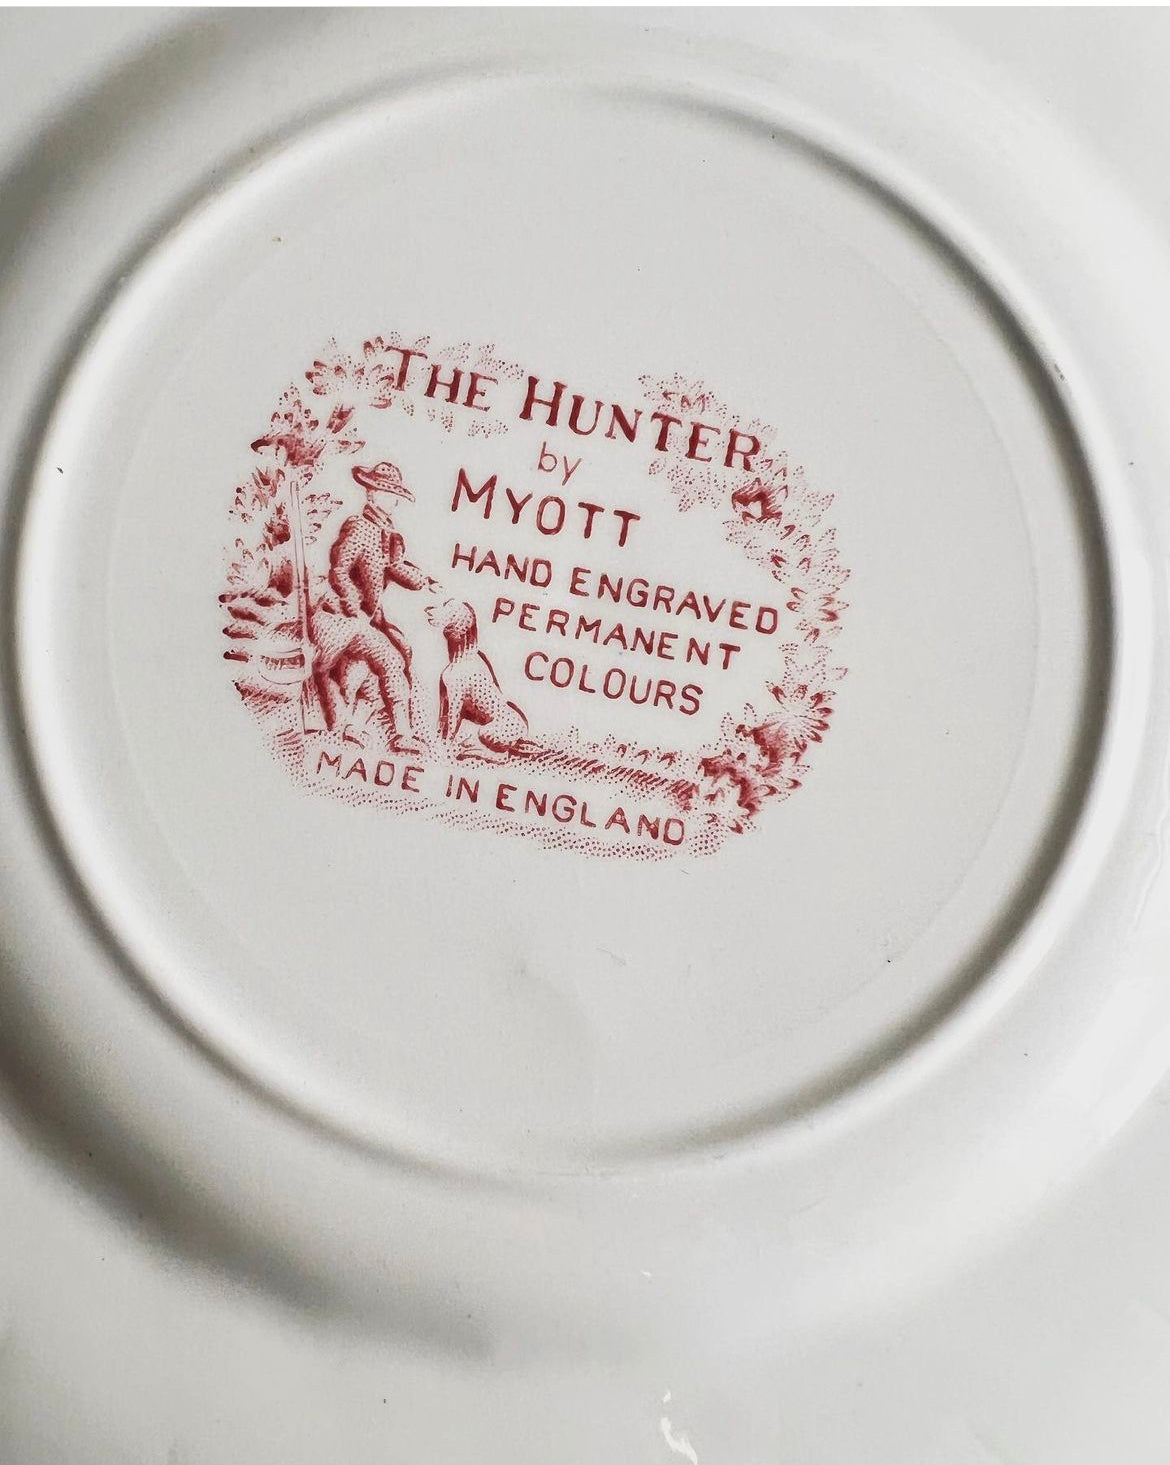 THE HUNTER
by
MYOTT
HAND ENGRAVED
PERMANENT
COLOURS
MADE IN ENGLAND